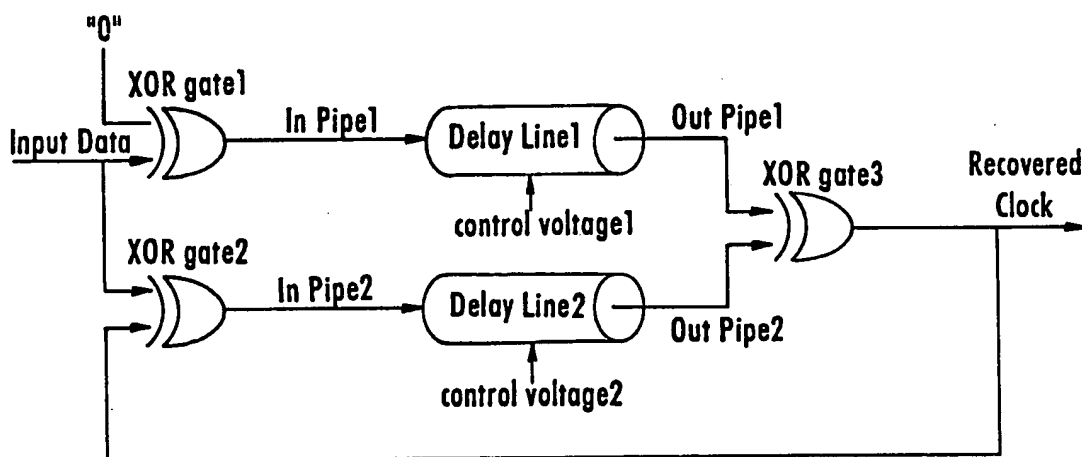 "0"
XOR gate1
Input Data
In Pipe1
Delay Line1
Out Pipe1
control voltage1
XOR gate3
Recovered
Clock
XOR gate2
In Pipe2
Delay Line2
Out Pipe2
control voltage2